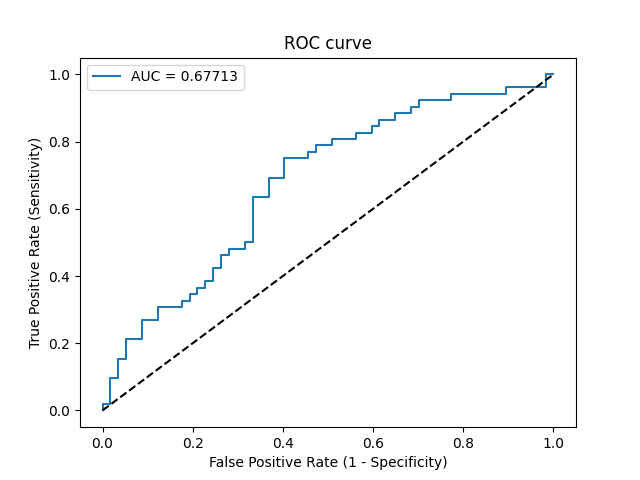 ROC curve
AUC = 0.67713
True Positive Rate (Sensitivity)
1.0
0.8
0.6
0.4
0.2
0.0
0.0 0.2 0.4 0.6 0.8 1.0
False Positive Rate (1 - Specificity)